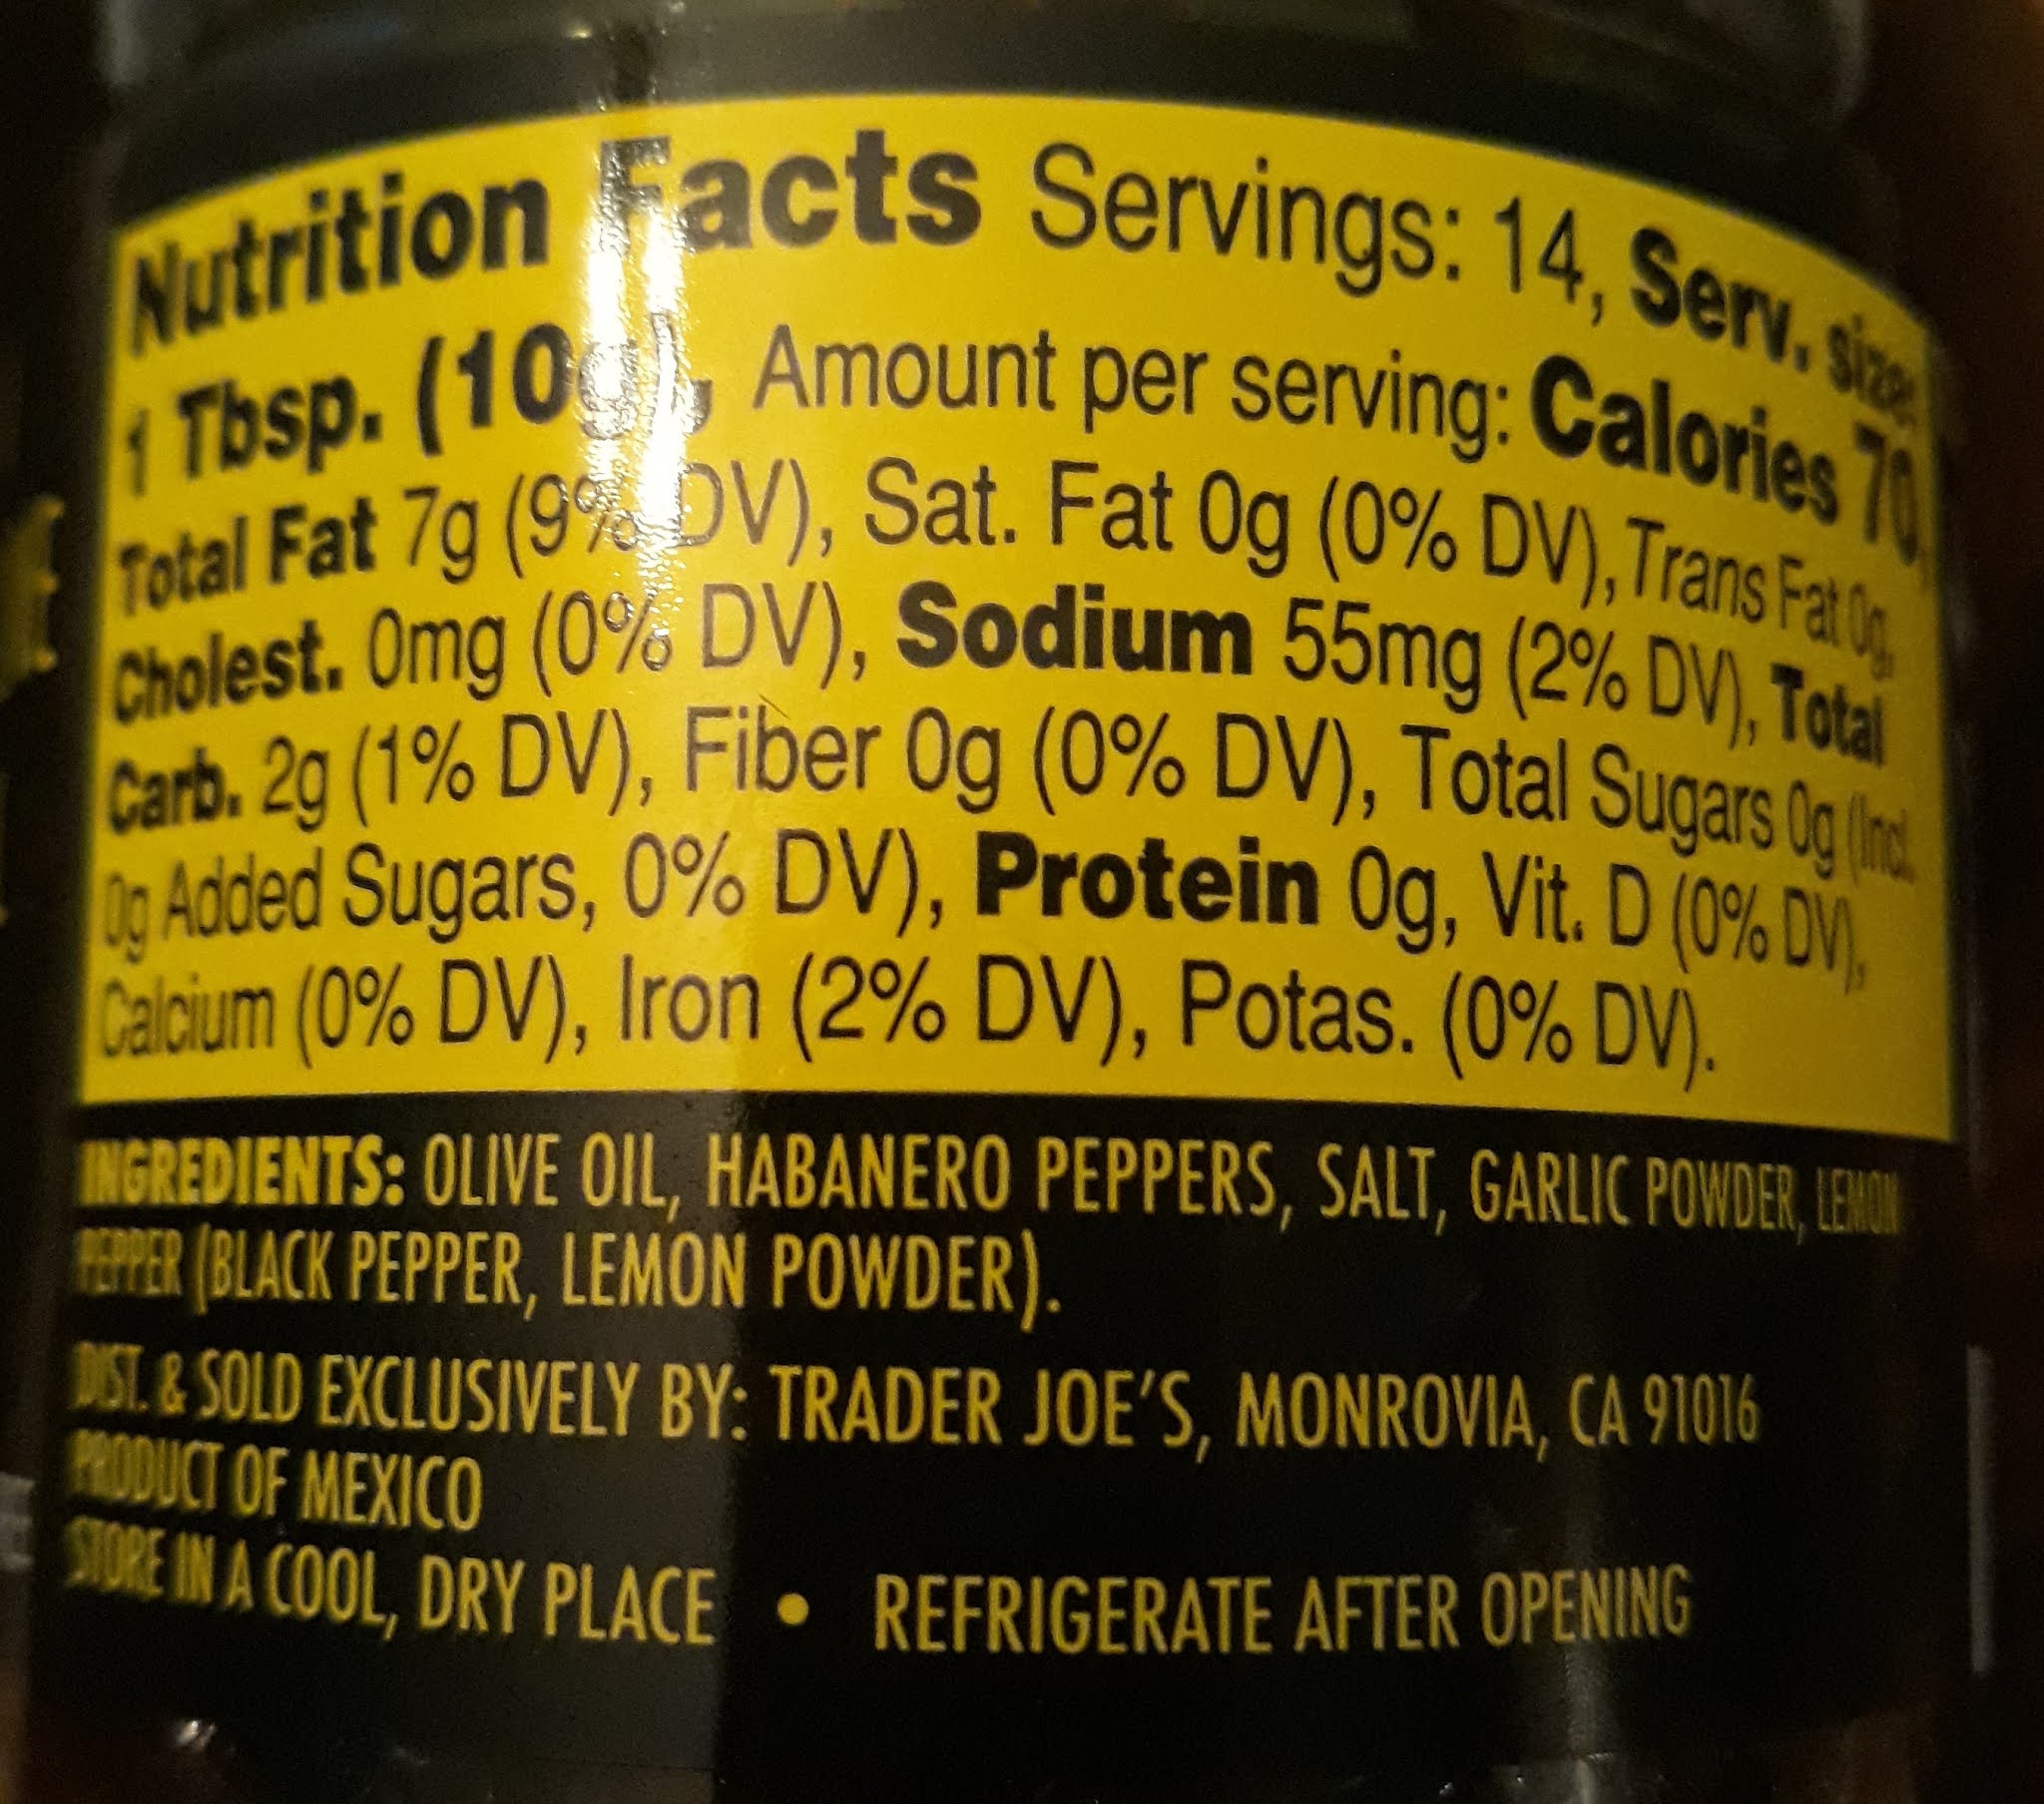 Nutrition Facts Servings: 14, Serv. size:
1 Tbsp. (10g), Amount per serving: Calories 70,
Total Fat 7g (9% DV), Sat. Fat 0g (0% DV), Trans Fat 0g,
Cholest. 0mg (0% DV), Sodium 55mg (2% DV), Total
Carb. 2g (1% DV), Fiber 0g (0% DV), Total Sugars 0g (Incl.
0g Added Sugars, 0% DV), Protein 0g, Vit. D (0% DV),
Calcium (0% DV), Iron (2% DV), Potas. (0% DV).
INGREDIENTS: OLIVE OIL, HABANERO PEPPERS, SALT, GARLIC POWDER, LEMON
PEPPER (BLACK PEPPER, LEMON POWDER).
DIST. & SOLD EXCLUSIVELY BY: TRADER JOE'S, MONROVIA, CA 91016
PRODUCT OF MEXICO
STORE IN A COOL, DRY PLACE • REFRIGERATE AFTER OPENING